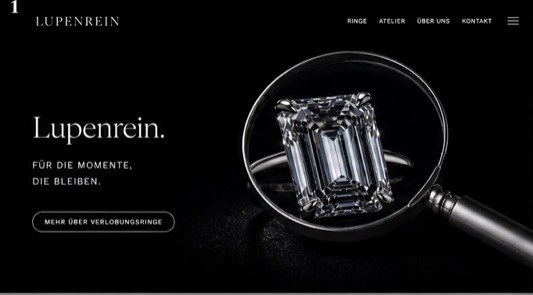 1
LUPENREIN
RINGE ATELIER ÜBER UNS KONTAKT
Lupenrein.
FÜR DIE MOMENTE,
DIE BLEIBEN.
MEHR ÜBER VERLOBUNGSRINGE